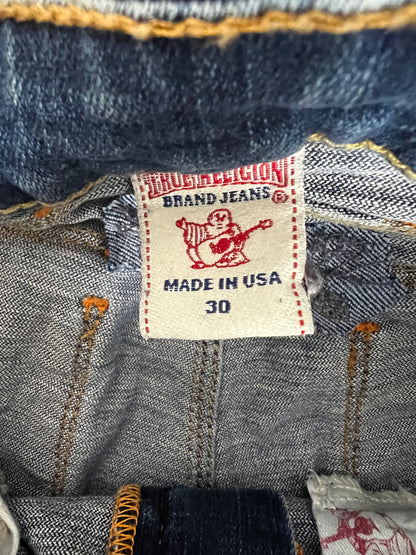 TRUE RELIGION
BRAND JEANS ®
MADE IN USA
30